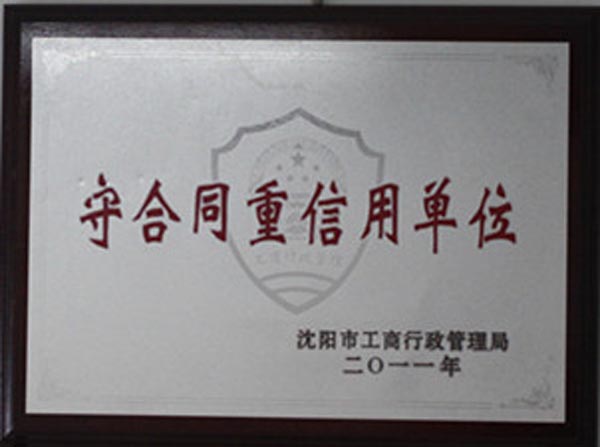 守合同重信用单位
沈阳市工商行政管理局
二〇一一年